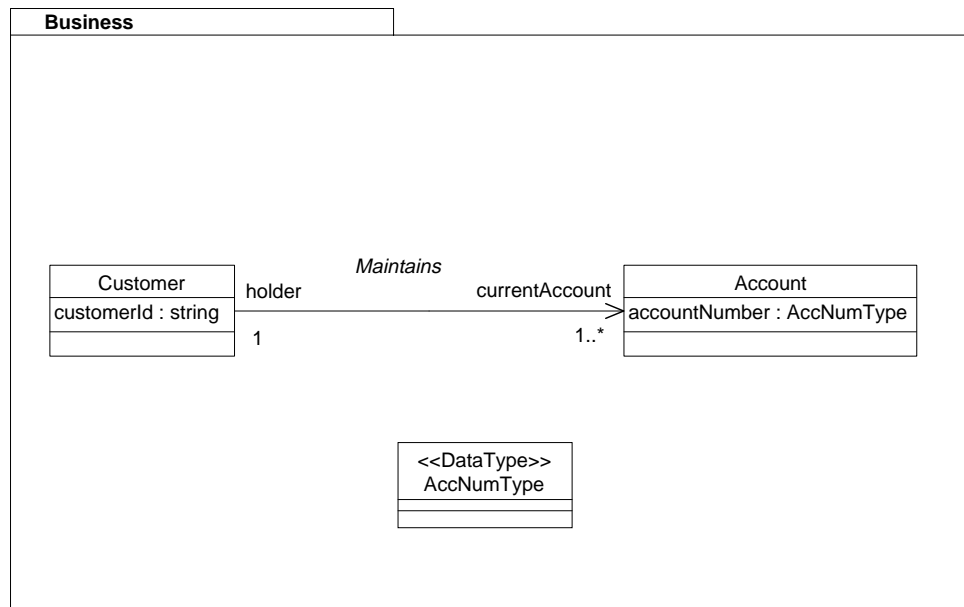 Business
Maintains
Customer
holder
currentAccount
Account
customerId : string
accountNumber : AccNumType
1
1..*
<<DataType>>
AccNumType